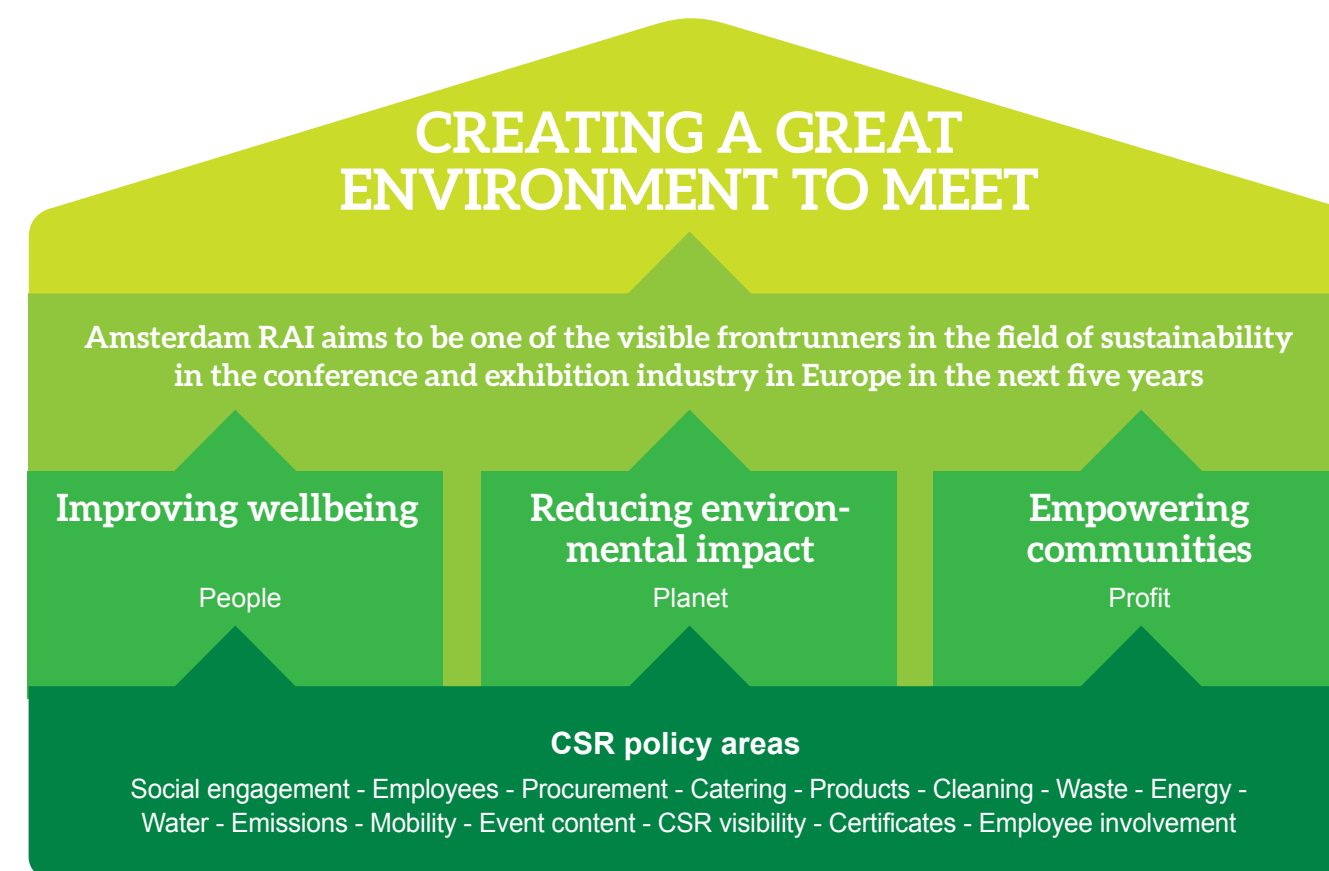 CREATING A GREAT
ENVIRONMENT TO MEET
Amsterdam RAI aims to be one of the visible frontrunners in the field of sustainability
in the conference and exhibition industry in Europe in the next five years
Improving wellbeing
People
Reducing environ-
mental impact
Planet
Empowering
communities
Profit
CSR policy areas
Social engagement - Employees - Procurement - Catering - Products - Cleaning - Waste - Energy -
Water - Emissions - Mobility - Event content - CSR visibility - Certificates - Employee involvement